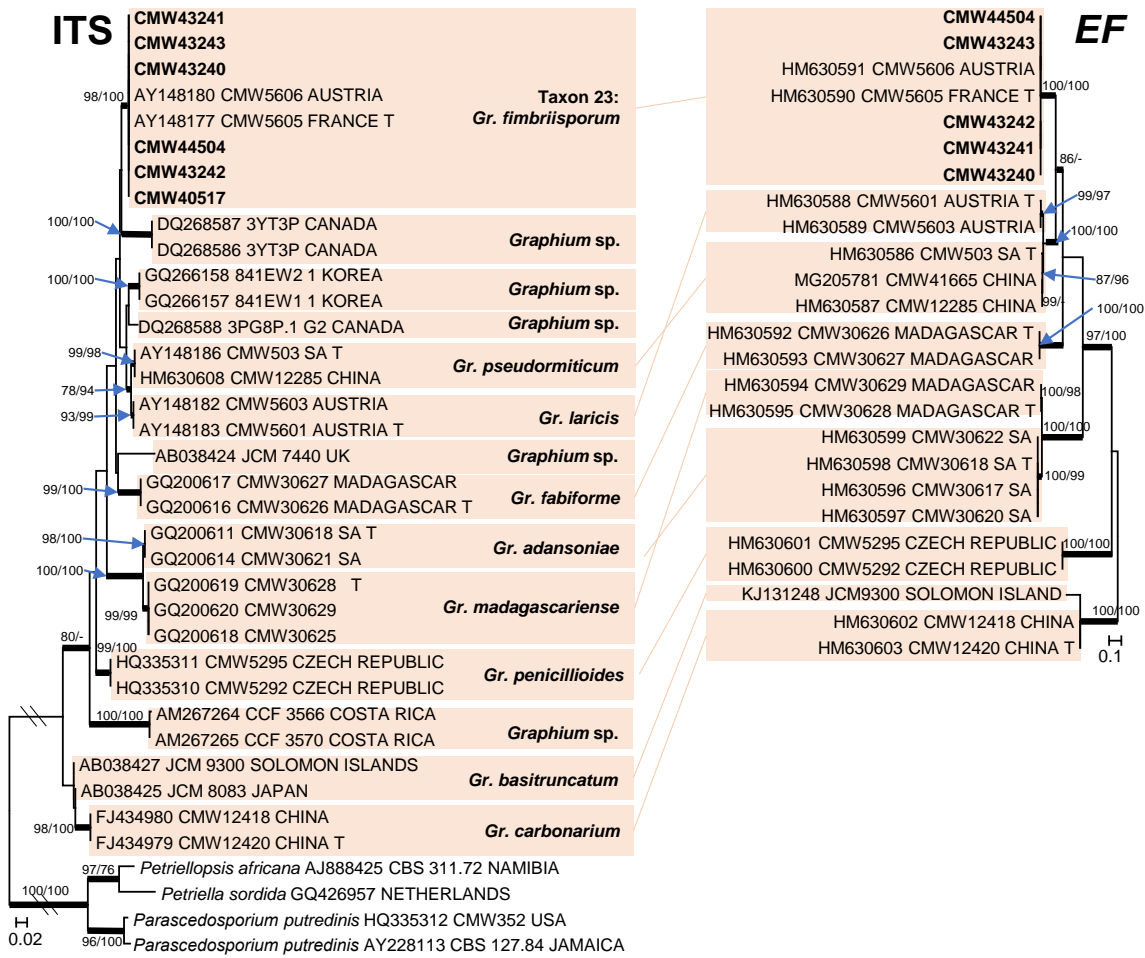 ITS
CMW43241
CMW43243
CMW43240
AY148180 CMW5606 AUSTRIA
AY148177 CMW5605 FRANCE T
CMW44504
CMW43242
CMW40517
98/100
Taxon 23:
Gr. fimbriisporum
DQ268587 3YT3P CANADA
DQ268586 3YT3P CANADA
100/100
Graphium sp.
GQ266158 841EW2 1 KOREA
GQ266157 841EW1 1 KOREA
100/100
Graphium sp.
DQ268588 3PG8P.1 G2 CANADA
Graphium sp.
AY148186 CMW503 SA T
HM630608 CMW12285 CHINA
99/98
Gr. pseudormiticum
78/94
AY148182 CMW5603 AUSTRIA
AY148183 CMW5601 AUSTRIA T
93/99
Gr. laricis
AB038424 JCM 7440 UK
Graphium sp.
GQ200617 CMW30627 MADAGASCAR
GQ200616 CMW30626 MADAGASCAR T
99/100
Gr. fabiforme
GQ200611 CMW30618 SA T
GQ200614 CMW30621 SA
98/100
Gr. adansoniae
100/100
GQ200619 CMW30628 T
GQ200620 CMW30629
GQ200618 CMW30625
99/99
Gr. madagascariense
80/-
99/100
HQ335311 CMW5295 CZECH REPUBLIC
HQ335310 CMW5292 CZECH REPUBLIC
Gr. penicillioides
100/100
AM267264 CCF 3566 COSTA RICA
AM267265 CCF 3570 COSTA RICA
Graphium sp.
AB038427 JCM 9300 SOLOMON ISLANDS
AB038425 JCM 8083 JAPAN
Gr. basitruncatum
FJ434980 CMW12418 CHINA
FJ434979 CMW12420 CHINA T
98/100
Gr. carbonarium
97/76
Petriellopsis africana AJ888425 CBS 311.72 NAMIBIA
Petriella sordida GQ426957 NETHERLANDS
100/100
Parascedosporium putredinis HQ335312 CMW352 USA
Parascedosporium putredinis AY228113 CBS 127.84 JAMAICA
96/100
0.02
EF
CMW44504
CMW43243
HM630591 CMW5606 AUSTRIA
HM630590 CMW5605 FRANCE T
CMW43242
CMW41241
CMW43240
100/100
86/-
HM630588 CMW5601 AUSTRIA T
HM630589 CMW5603 AUSTRIA
99/97
100/100
HM630586 CMW503 SA T
MG205781 CMW41665 CHINA
HM630587 CMW12285 CHINA
87/96
99/-
100/100
HM630592 CMW30626 MADAGASCAR T
HM630593 CMW30627 MADAGASCAR
97/100
HM630594 CMW30629 MADAGASCAR
HM630595 CMW30628 MADAGASCAR T
100/98
100/100
HM630599 CMW30622 SA
HM630598 CMW30618 SA T
HM630596 CMW30617 SA
HM630597 CMW30620 SA
100/99
HM630601 CMW5295 CZECH REPUBLIC
HM630600 CMW5292 CZECH REPUBLIC
100/100
KJ131248 JCM9300 SOLOMON ISLAND
HM630602 CMW12418 CHINA
HM630603 CMW12420 CHINA T
100/100
0.1